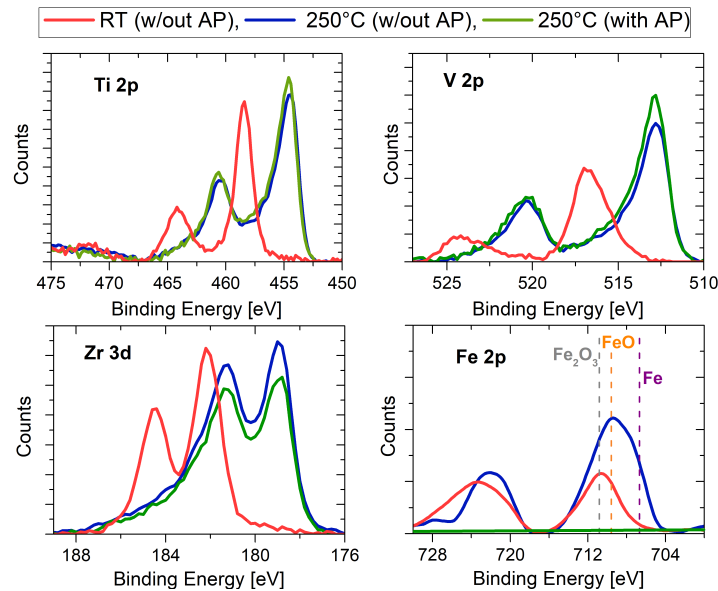 RT (w/out AP), 250°C (w/out AP), 250°C (with AP)
Ti 2p
Counts
475 470 465 460 455 450
Binding Energy [eV]
V 2p
Counts
525 520 515 510
Binding Energy [eV]
Zr 3d
Counts
188 184 180 176
Binding Energy [eV]
Fe 2p
Fe₂O₃
FeO
Fe
Counts
728 720 712 704
Binding Energy [eV]